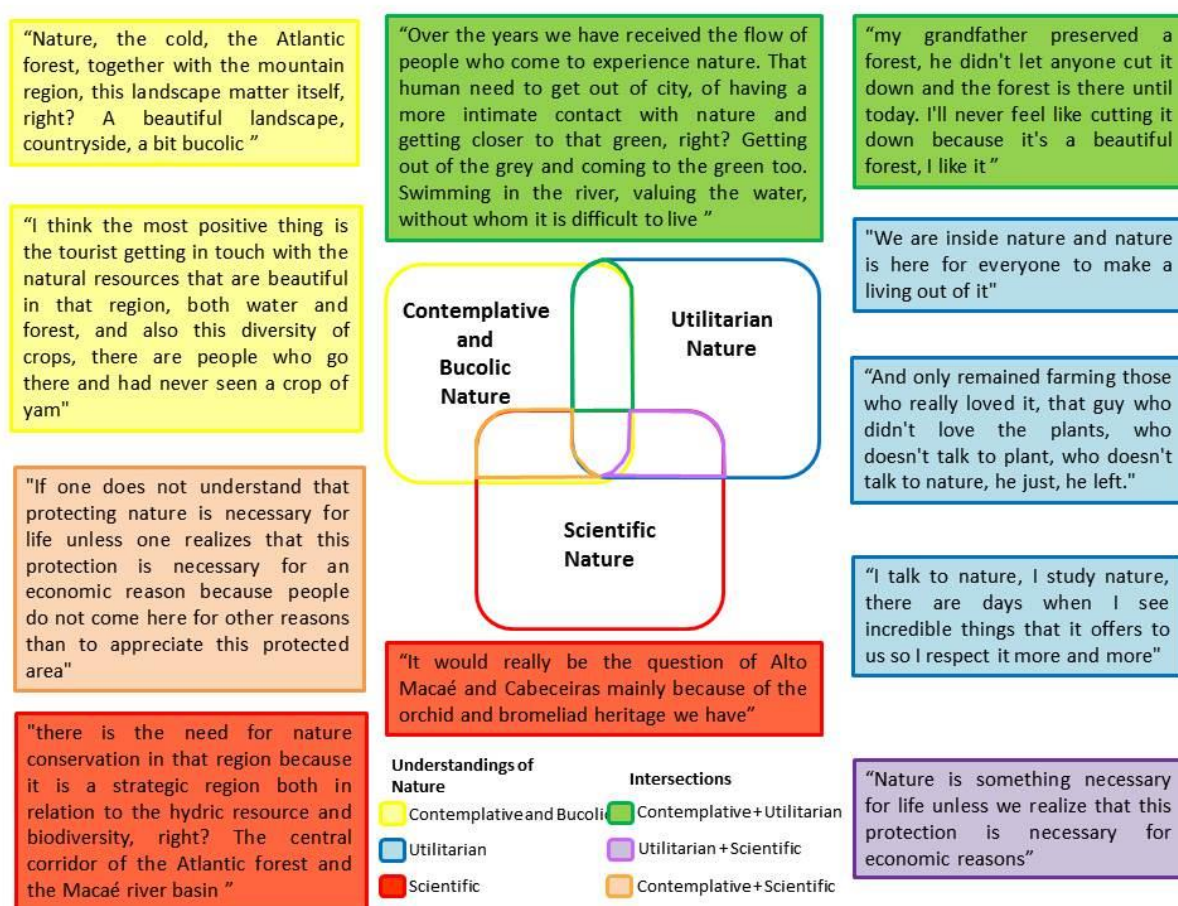 “Nature, the cold, the Atlantic
forest, together with the mountain
region, this landscape matter itself,
right? A beautiful landscape,
countryside, a bit bucolic ”
“I think the most positive thing is
the tourist getting in touch with the
natural resources that are beautiful
in that region, both water and
forest, and also this diversity of
crops, there are people who go
there and had never seen a crop of
yam"
"If one does not understand that
protecting nature is necessary for
life unless one realizes that this
protection is necessary for an
economic reason because people
do not come here for other reasons
than to appreciate this protected
area"
"there is the need for nature
conservation in that region because
it is a strategic region both in
relation to the hydric resource and
biodiversity, right? The central
corridor of the Atlantic forest and
the Macaé river basin ”
“Over the years we have received the flow of
people who come to experience nature. That
human need to get out of city, of having a
more intimate contact with nature and
getting closer to that green, right? Getting
out of the grey and coming to the green too.
Swimming in the river, valuing the water,
without whom it is difficult to live ”
Contemplative
and
Bucolic
Nature
Utilitarian
Nature
Scientific
Nature
“It would really be the question of Alto
Macaé and Cabeceiras mainly because of the
orchid and bromeliad heritage we have”
Understandings of
Nature
Contemplative and Bucolic
Utilitarian
Scientific
Intersections
Contemplative + Utilitarian
Utilitarian + Scientific
Contemplative + Scientific
“my grandfather preserved a
forest, he didn't let anyone cut it
down and the forest is there until
today. I'll never feel like cutting it
down because it's a beautiful
forest, I like it ”
"We are inside nature and nature
is here for everyone to make a
living out of it"
“And only remained farming those
who really loved it, that guy who
didn't love the plants, who
doesn't talk to plant, who doesn't
talk to nature, he just, he left."
“I talk to nature, I study nature,
there are days when I see
incredible things that it offers to
us so I respect it more and more"
“Nature is something necessary
for life unless we realize that this
protection is necessary for
economic reasons”